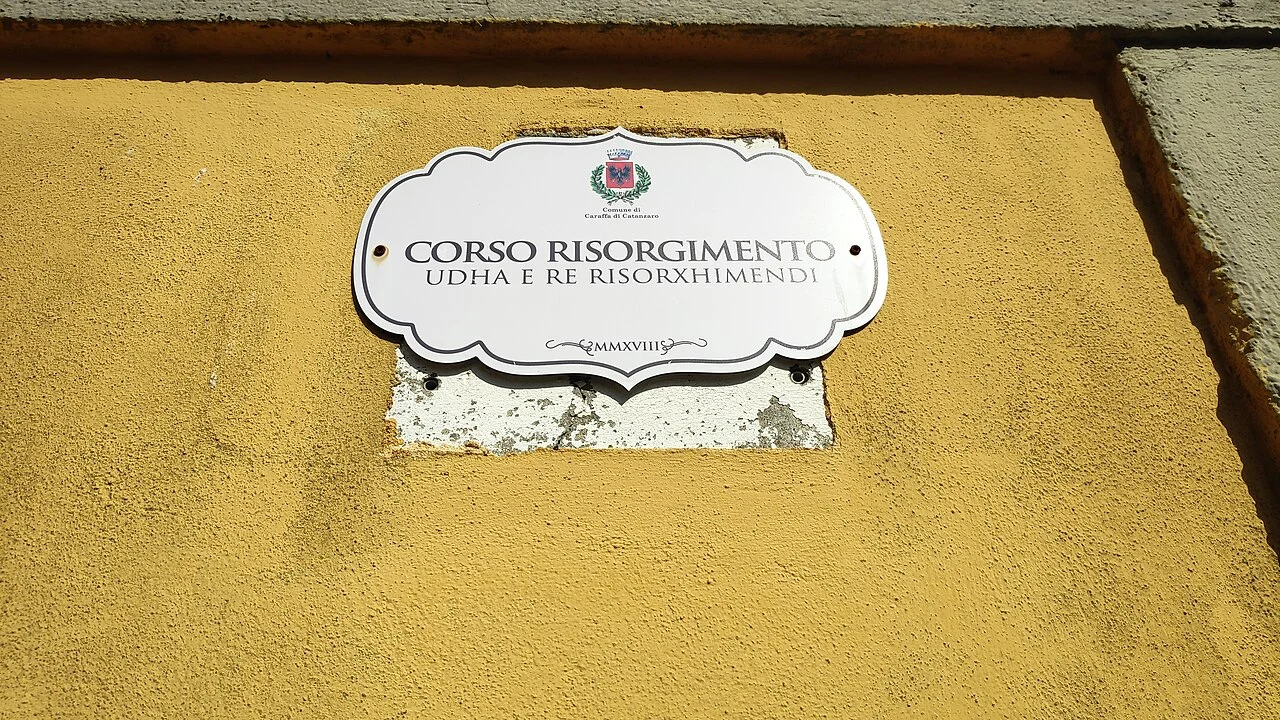 Comune di
Caraffa di Catanzaro
CORSO RISORGIMENTO
UDHA E RE RISORXHIMENDI
MMXVIII